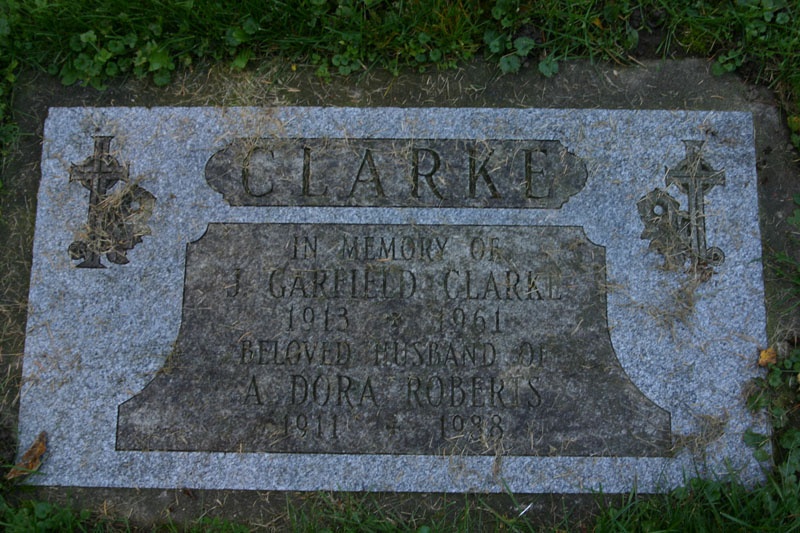 CLARKE
IN MEMORY OF
J GARFIELD CLARKE
1913 + 1961
BELOVED HUSBAND OF
A DORA ROBERTS
1911 + 1988